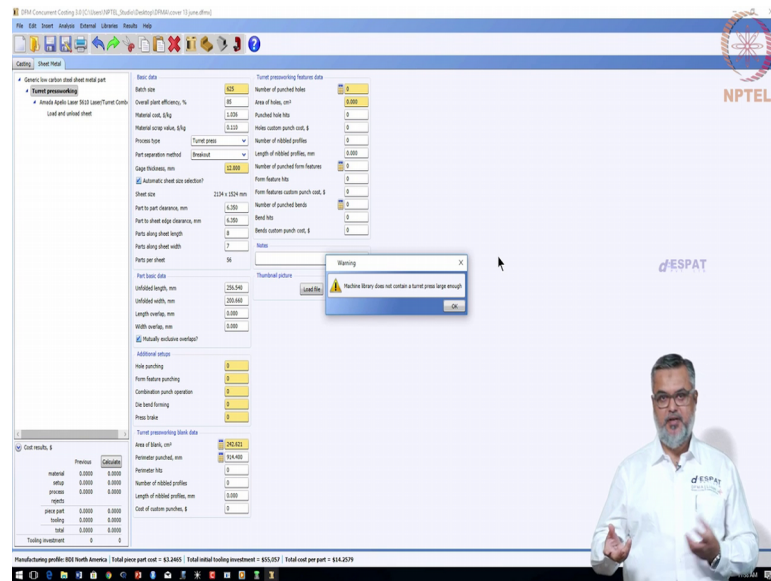 DFM Concurrent Costing 3.0 [C:\Users\NPTEL_Studio\Desktop\DFMA\cover 13 june.dfmx]
File Edit Insert Analysis External Libraries Results Help
Casting Sheet Metal
Generic low carbon steel sheet metal part
Turret pressworking
Amada Apelio Laser 5610 Laser/Turret Combi
Load and unload sheet
Basic data
Batch size 625
Overall plant efficiency, % 85
Material cost, $/kg 1.036
Material scrap value, $/kg 0.110
Process type Turret press
Part separation method Breakout
Gage thickness, mm 12.000
Automatic sheet size selection?
Sheet size 2134 x 1524 mm
Part to part clearance, mm 6.350
Part to sheet edge clearance, mm 6.350
Parts along sheet length 8
Parts along sheet width 7
Parts per sheet 56
Part basic data
Unfolded length, mm 256.540
Unfolded width, mm 200.660
Length overlap, mm 0.000
Width overlap, mm 0.000
Mutually exclusive overlaps?
Additional setups
Hole punching 0
Form feature punching 0
Combination punch operation 0
Die bend forming 0
Press brake 0
Turret pressworking blank data
Area of blank, cm² 242.621
Perimeter punched, mm 914.400
Perimeter hits 0
Number of nibbled profiles 0
Length of nibbled profiles, mm 0.000
Cost of custom punches, $ 0
Turret pressworking features data
Number of punched holes 0
Area of holes, cm² 0.000
Punched hole hits 0
Holes custom punch cost, $ 0
Number of nibbled profiles 0
Length of nibbled profiles, mm 0.000
Number of punched form features 0
Form feature hits 0
Form features custom punch cost, $ 0
Number of punched bends 0
Bend hits 0
Bends custom punch cost, $ 0
Notes
Thumbnail picture
Load file
Warning X
Machine library does not contain a turret press large enough
OK
Cost results, $
Previous Calculate
material 0.0000 0.0000
setup 0.0000 0.0000
process 0.0000 0.0000
rejects
piece part 0.0000 0.0000
tooling 0.0000 0.0000
total 0.0000 0.0000
Tooling investment 0 0
Manufacturing profile: BDI North America Total piece part cost = $3.2465 Total initial tooling investment = $55,057 Total cost per part = $14.2579
NPTEL
d'ESPAT
d'ESPAT